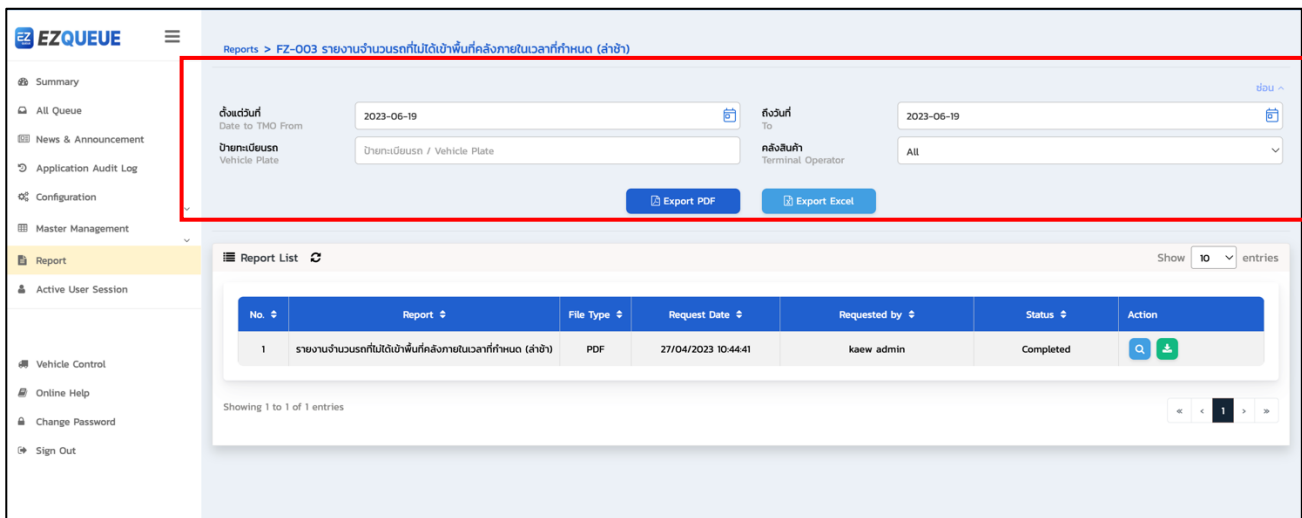 EZ EZQUEUE
Reports > FZ-003 รายงานจำนวนรถที่ไม่ได้เข้าพื้นที่คลังภายในเวลาที่กำหนด (ล่าช้า)
Summary
All Queue
News & Announcement
Application Audit Log
Configuration
Master Management
Report
Active User Session
Vehicle Control
Online Help
Change Password
Sign Out
ซ่อน
ตั้งแต่วันที่ 2023-06-19 ถึงวันที่ 2023-06-19
Date to TMO From To
ป้ายทะเบียนรถ ป้ายทะเบียนรถ / Vehicle Plate คลังสินค้า All
Vehicle Plate Terminal Operator
Export PDF Export Excel
Report List Show 10 entries
No. Report File Type Request Date Requested by Status Action
1 รายงานจำนวนรถที่ไม่ได้เข้าพื้นที่คลังภายในเวลาที่กำหนด (ล่าช้า) PDF 27/04/2023 10:44:41 kaew admin Completed
Showing 1 to 1 of 1 entries « ‹ 1 › »